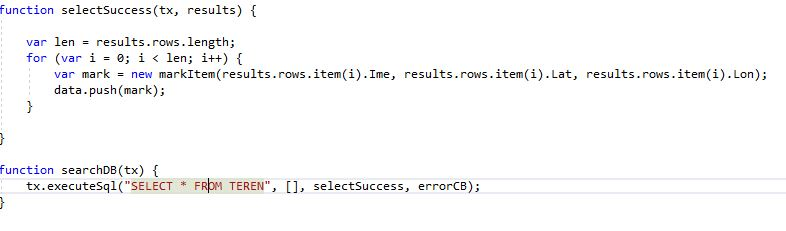 function selectSuccess(tx, results) {
var len = results.rows.length;
for (var i = 0; i < len; i++) {
var mark = new markItem(results.rows.item(i).Ime, results.rows.item(i).Lat, results.rows.item(i).Lon);
data.push(mark);
}
}
function searchDB(tx) {
tx.executeSql("SELECT * FROM TEREN", [], selectSuccess, errorCB);
}